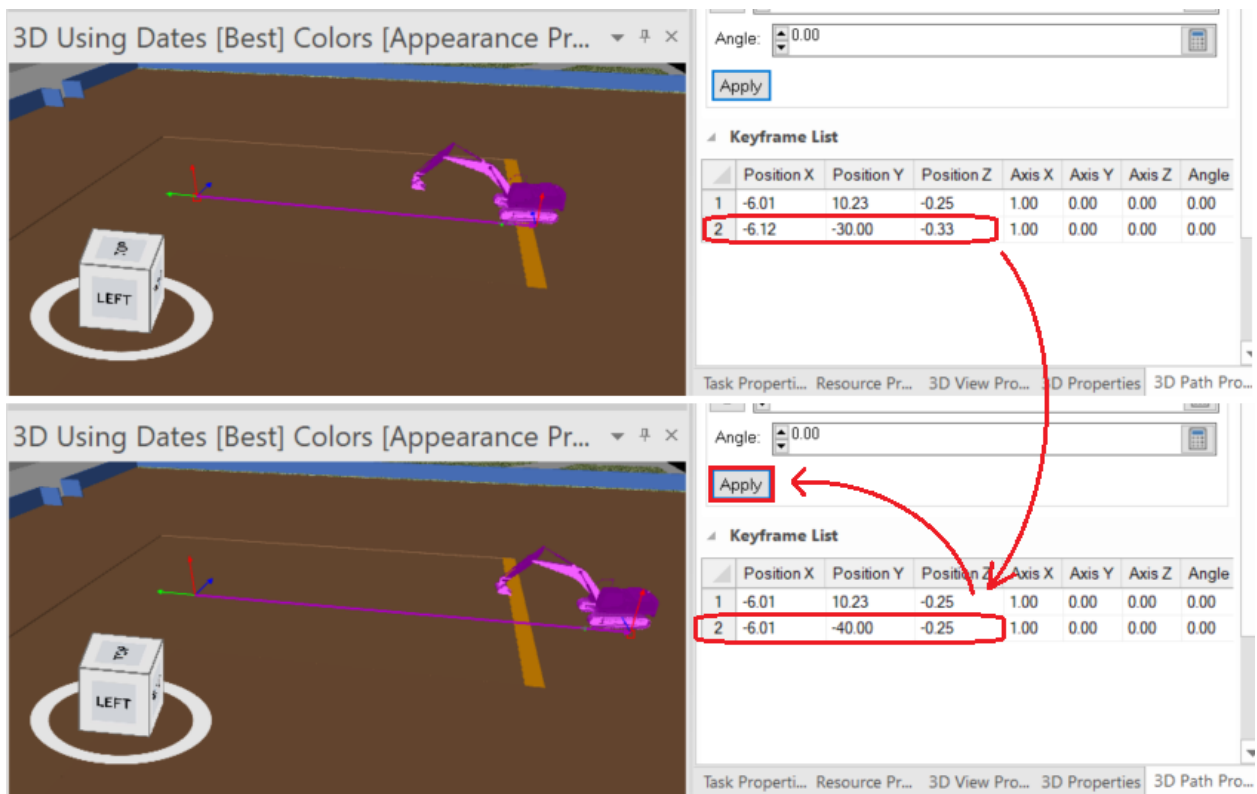 3D Using Dates [Best] Colors [Appearance Pr...
Angle: 0.00
Apply
Keyframe List
Position X Position Y Position Z Axis X Axis Y Axis Z Angle
1 -6.01 10.23 -0.25 1.00 0.00 0.00 0.00
2 -6.12 -30.00 -0.33 1.00 0.00 0.00 0.00
LEFT
Task Properti... Resource Pr... 3D View Pro... 3D Properties 3D Path Pro...
3D Using Dates [Best] Colors [Appearance Pr...
Angle: 0.00
Apply
Keyframe List
Position X Position Y Position Z Axis X Axis Y Axis Z Angle
1 -6.01 10.23 -0.25 1.00 0.00 0.00 0.00
2 -6.01 -40.00 -0.25 1.00 0.00 0.00 0.00
LEFT
Task Properti... Resource Pr... 3D View Pro... 3D Properties 3D Path Pro...